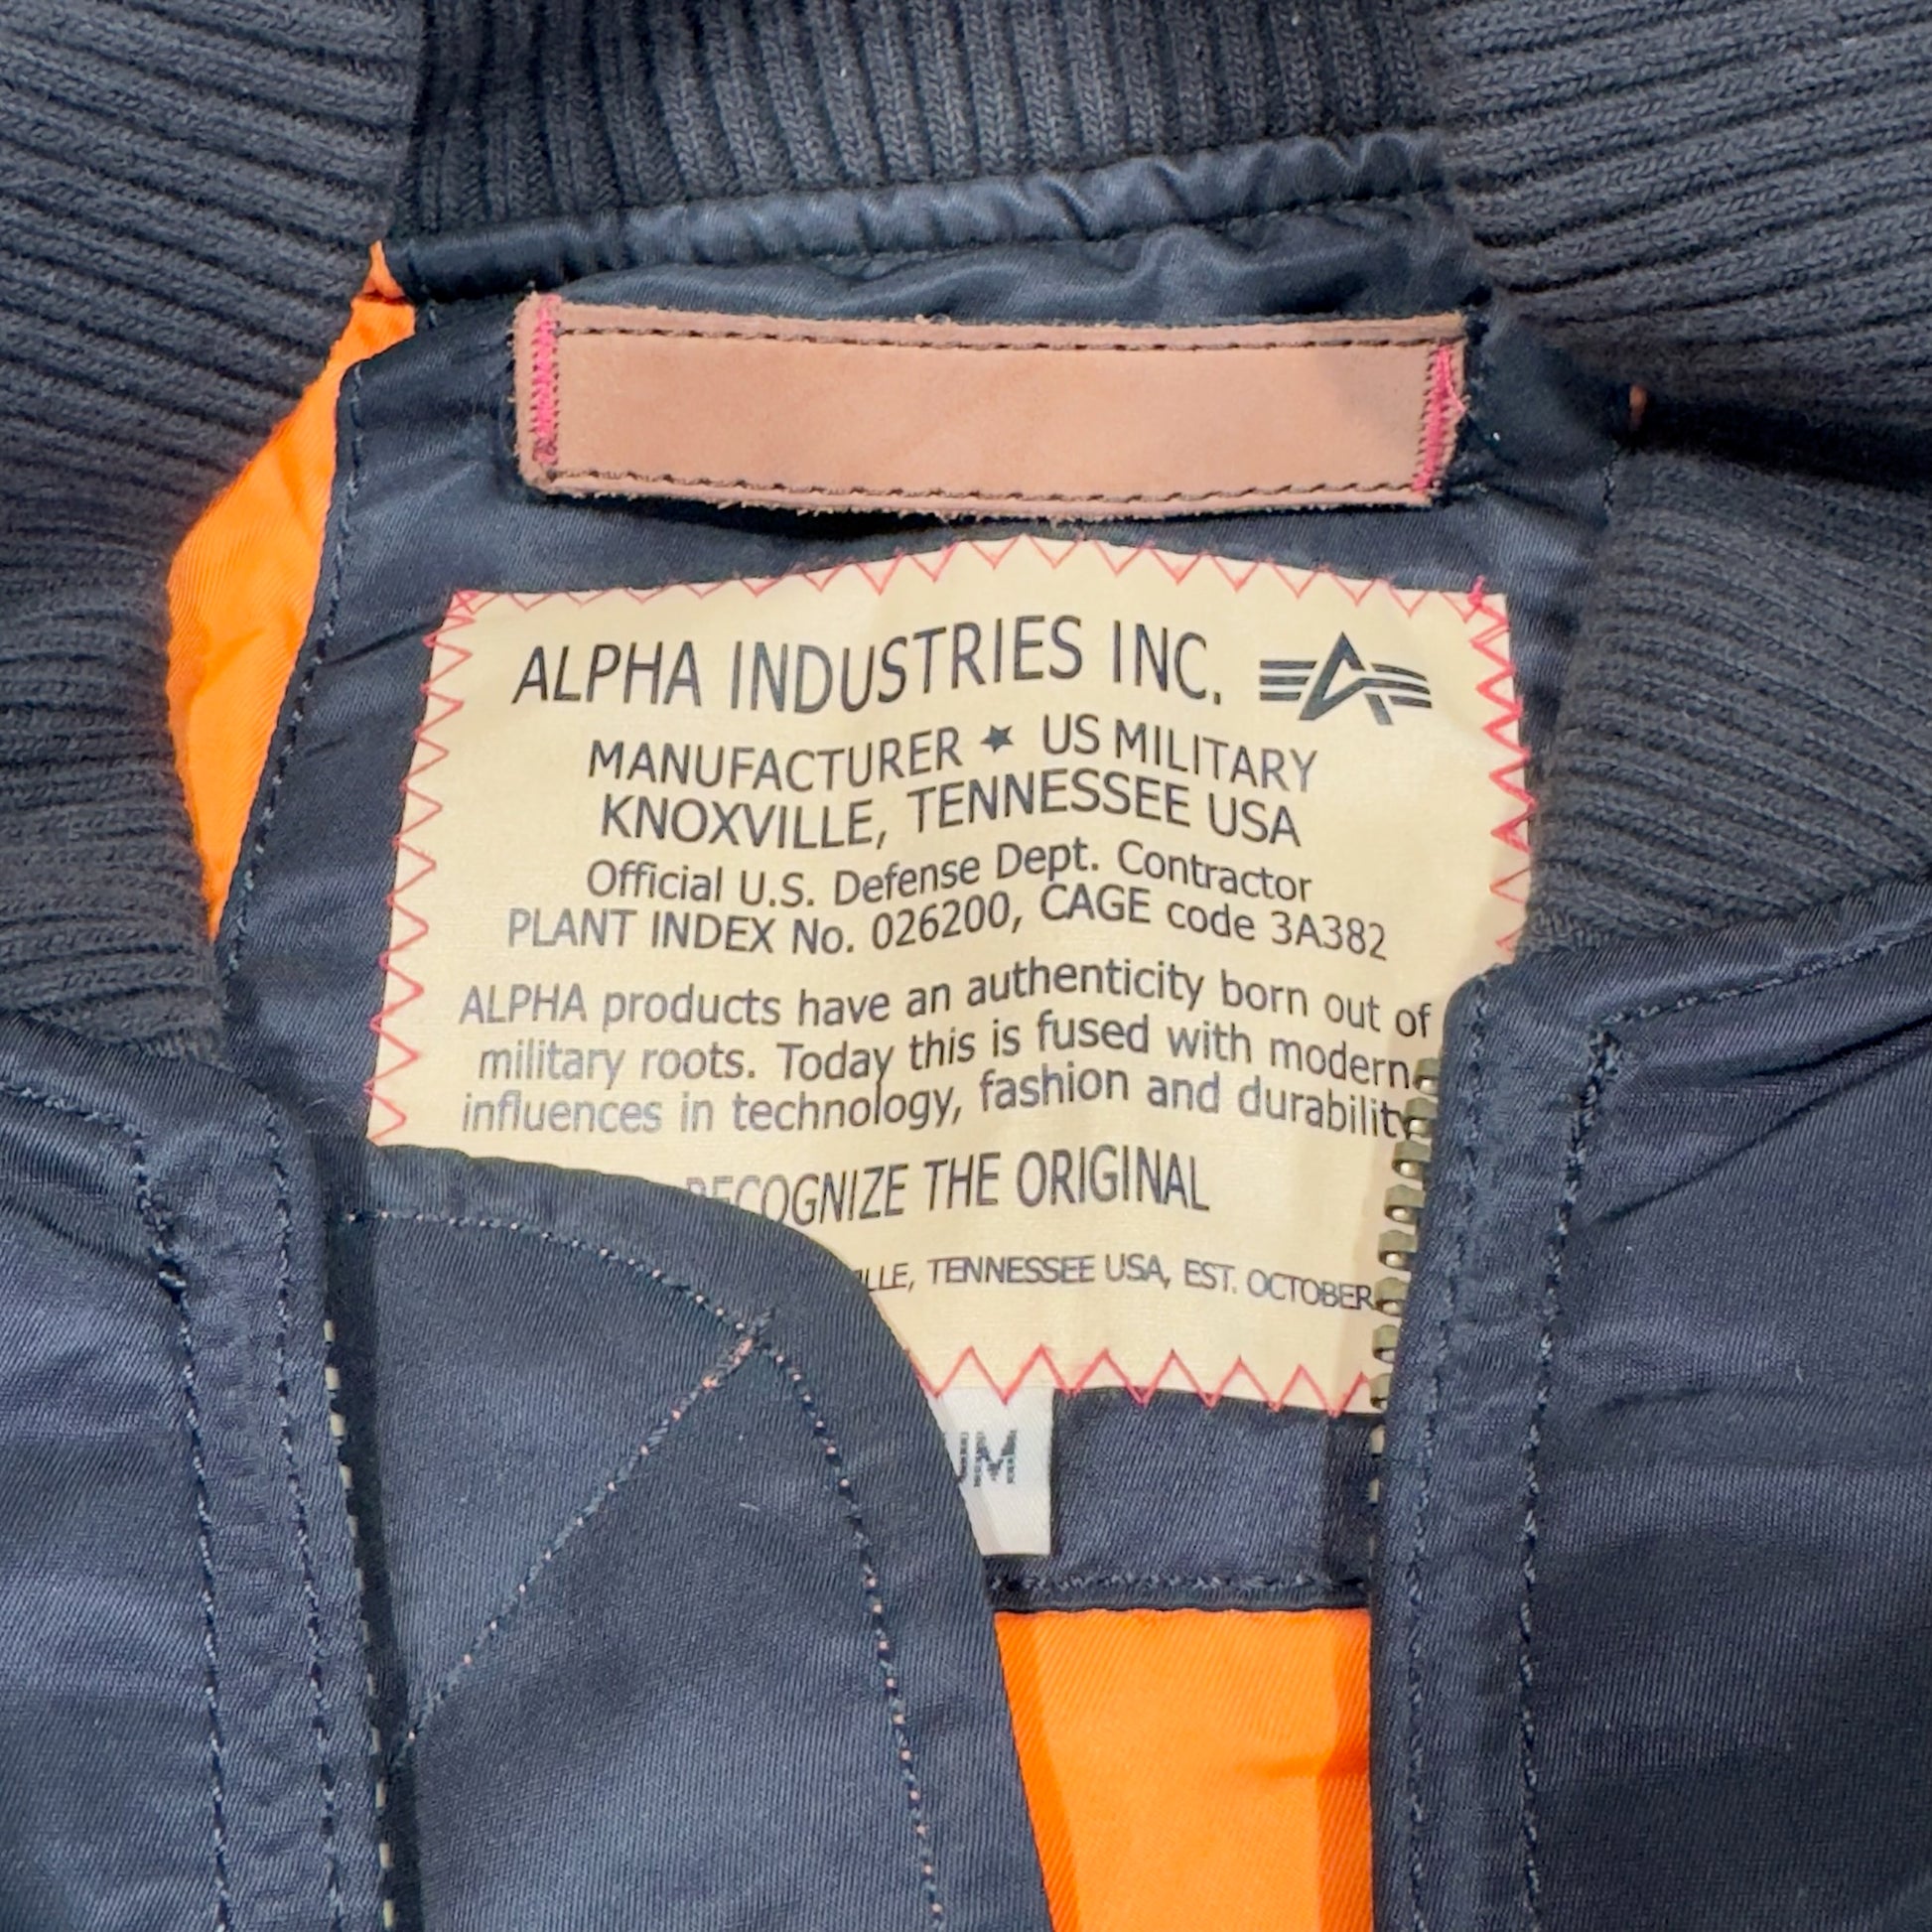 ALPHA INDUSTRIES INC.
MANUFACTURER ★ US MILITARY
KNOXVILLE, TENNESSEE USA
Official U.S. Defense Dept. Contractor
PLANT INDEX No. 026200, CAGE code 3A382
ALPHA products have an authenticity born out of
military roots. Today this is fused with modern
influences in technology, fashion and durability
RECOGNIZE THE ORIGINAL
TENNESSEE USA, EST. OCTOBER
M